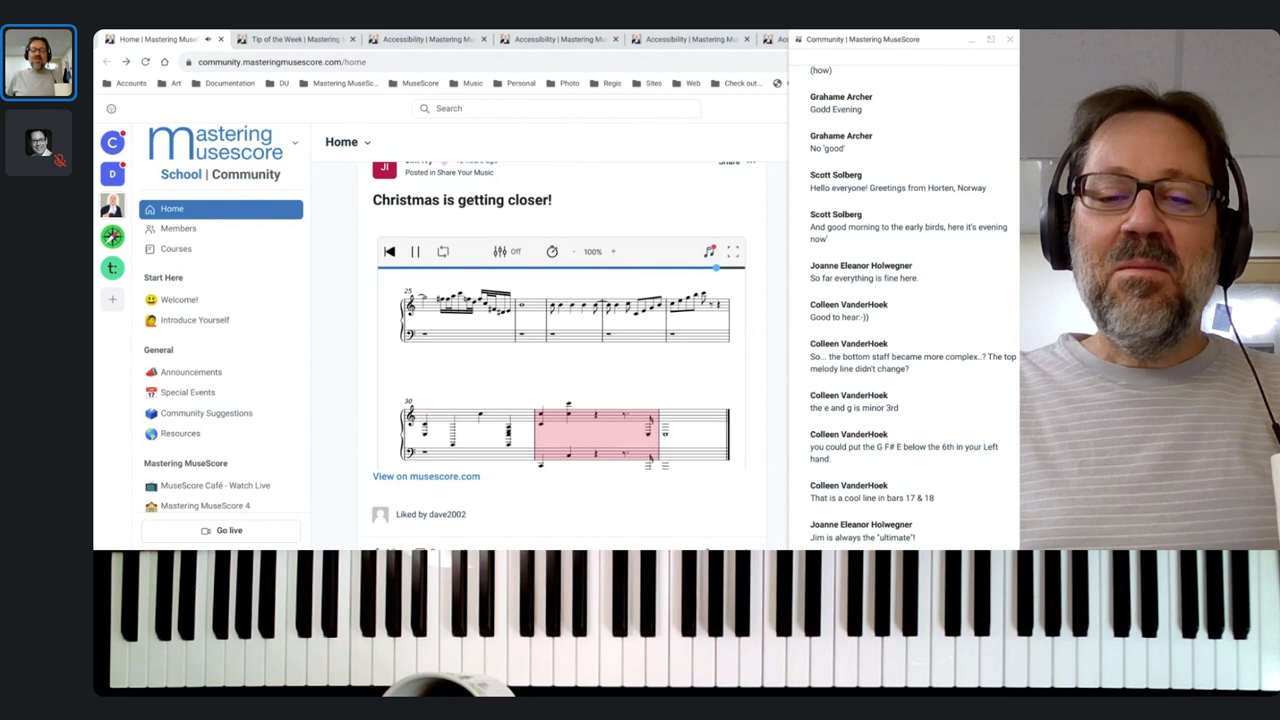 Home | Mastering Muse
Tip of the Week | Mastering
Accessibility | Mastering Mu
Accessibility | Mastering Mu
Accessibility | Mastering Mu
Acc
Community | Mastering MuseScore
community.masteringmusescore.com/home
Accounts
Art
Documentation
DU
Mastering MuseSc...
MuseScore
Music
Personal
Photo
Regis
Sites
Web
Check out...
Search
C
D
t:
Mastering
Musescore
School | Community
Home
Members
Courses
Start Here
Welcome!
Introduce Yourself
General
Announcements
Special Events
Community Suggestions
Resources
Mastering MuseScore
MuseScore Café - Watch Live
Mastering MuseScore 4
Go live
Home
JI
Posted in Share Your Music
Christmas is getting closer!
Off
- 100% +
25
30
View on musescore.com
Liked by dave2002
(how)
Grahame Archer
Godd Evening
Grahame Archer
No 'good'
Scott Solberg
Hello everyone! Greetings from Horten, Norway
Scott Solberg
And good morning to the early birds, here it's evening
now'
Joanne Eleanor Holwegner
So far everything is fine here.
Colleen VanderHoek
Good to hear:-))
Colleen VanderHoek
So... the bottom staff became more complex..? The top
melody line didn't change?
Colleen VanderHoek
the e and g is minor 3rd
Colleen VanderHoek
you could put the G F# E below the 6th in your Left
hand.
Colleen VanderHoek
That is a cool line in bars 17 & 18
Joanne Eleanor Holwegner
Jim is always the "ultimate"!